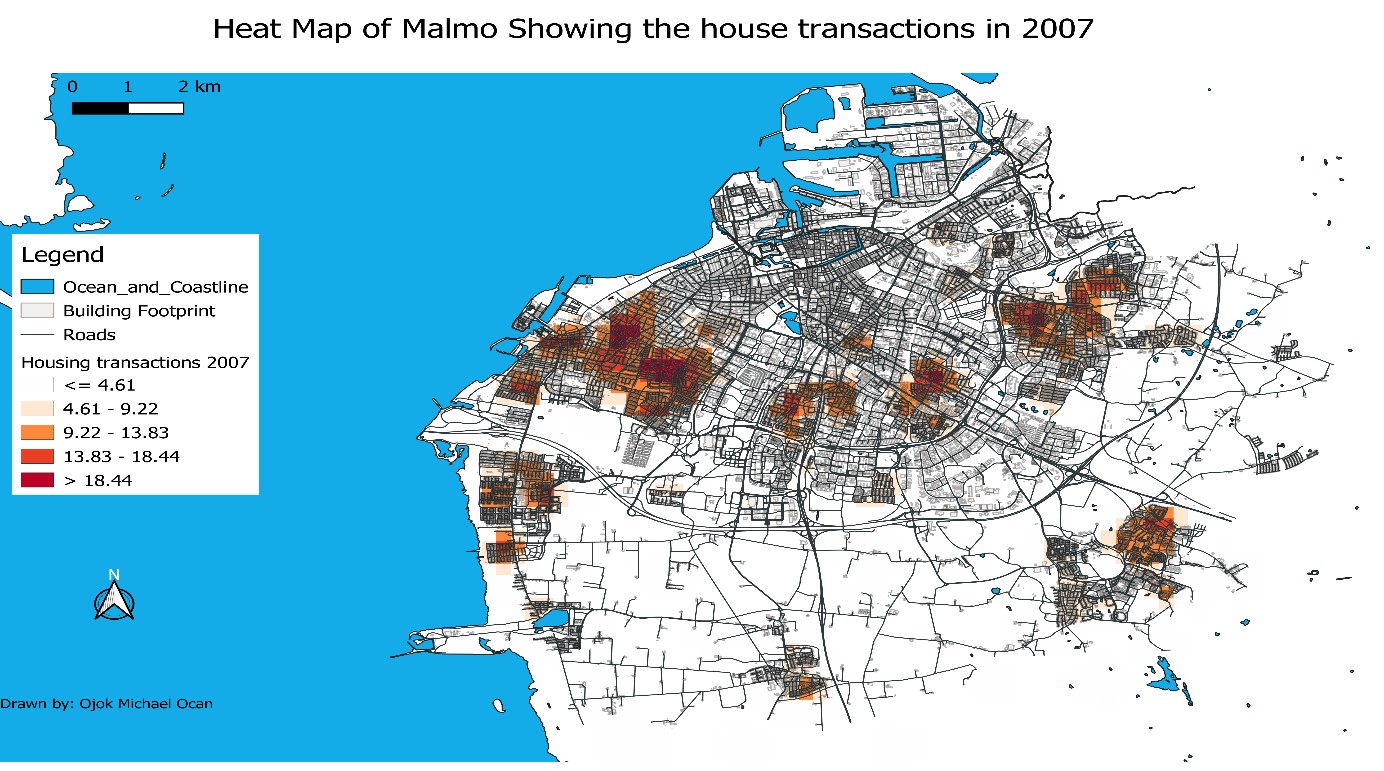 Heat Map of Malmo Showing the house transactions in 2007
0 1 2 km
Legend
Ocean_and_Coastline
Building Footprint
Roads
Housing transactions 2007
<= 4.61
4.61 - 9.22
9.22 - 13.83
13.83 - 18.44
> 18.44
N
Drawn by: Ojok Michael Ocan